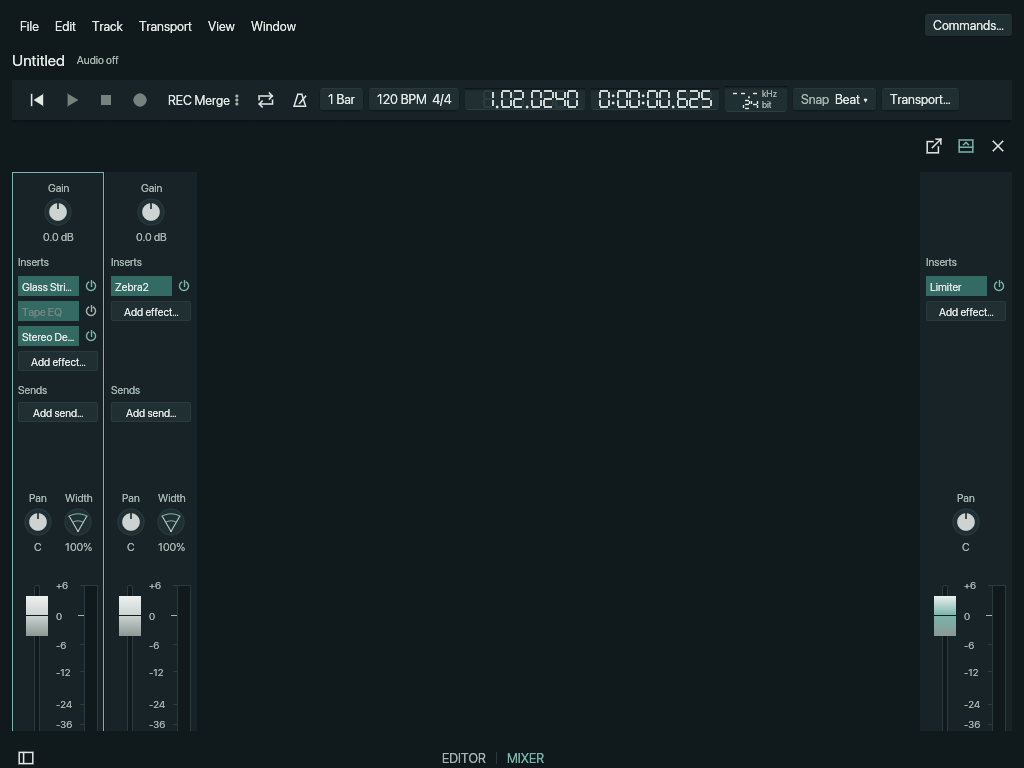 File Edit Track Transport View Window Commands...
Untitled Audio off
REC Merge 1 Bar 120 BPM 4/4 1.02.0240 0:00:00.625 --.- kHz -.24 bit Snap Beat Transport...
Gain Gain
0.0 dB 0.0 dB
Inserts Inserts Inserts
Glass Stri... Zebra2 Limiter
Tape EQ Add effect... Add effect...
Stereo De...
Add effect...
Sends Sends
Add send... Add send...
Pan Width Pan Width Pan
C 100% C 100% C
+6 +6 +6
0 0 0
-6 -6 -6
-12 -12 -12
-24 -24 -24
-36 -36 -36
EDITOR MIXER